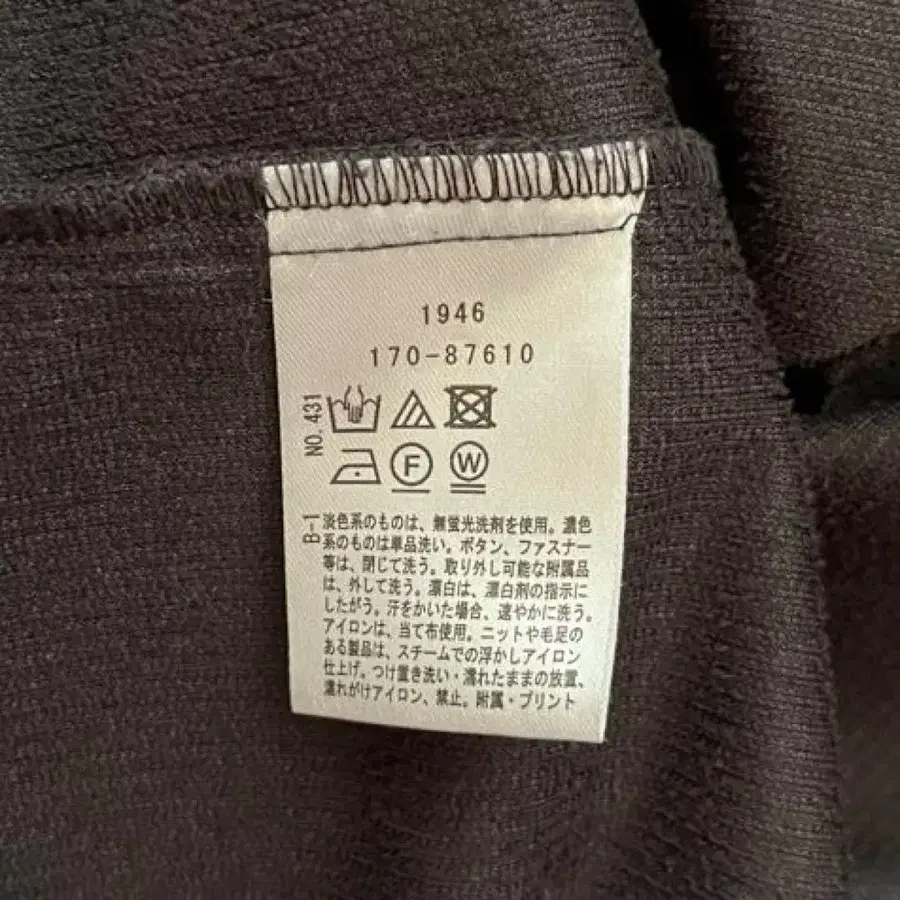 1946
170-87610
NO.431
F W
B-1
淡色系のものは、無蛍光洗剤を使用。濃色
系のものは単品洗い。ボタン、ファスナー
等は、閉じて洗う。取り外し可能な附属品
は、外して洗う。漂白は、漂白剤の指示に
したがう。汗をかいた場合、速やかに洗う。
アイロンは、当て布使用。ニットや毛足の
ある製品は、スチームでの浮かしアイロン
仕上げ。つけ置き洗い・濡れたままの放置、
濡れがけアイロン、禁止。附属・プリント